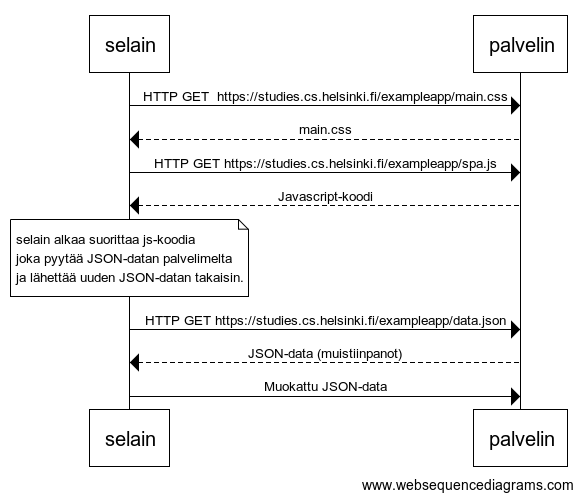 selain
palvelin
HTTP GET  https://studies.cs.helsinki.fi/exampleapp/main.css
main.css
HTTP GET https://studies.cs.helsinki.fi/exampleapp/spa.js
Javascript-koodi
selain alkaa suorittaa js-koodia
joka pyytää JSON-datan palvelimelta
ja lähettää uuden JSON-datan takaisin.
HTTP GET https://studies.cs.helsinki.fi/exampleapp/data.json
JSON-data (muistiinpanot)
Muokattu JSON-data
selain
palvelin
www.websequencediagrams.com